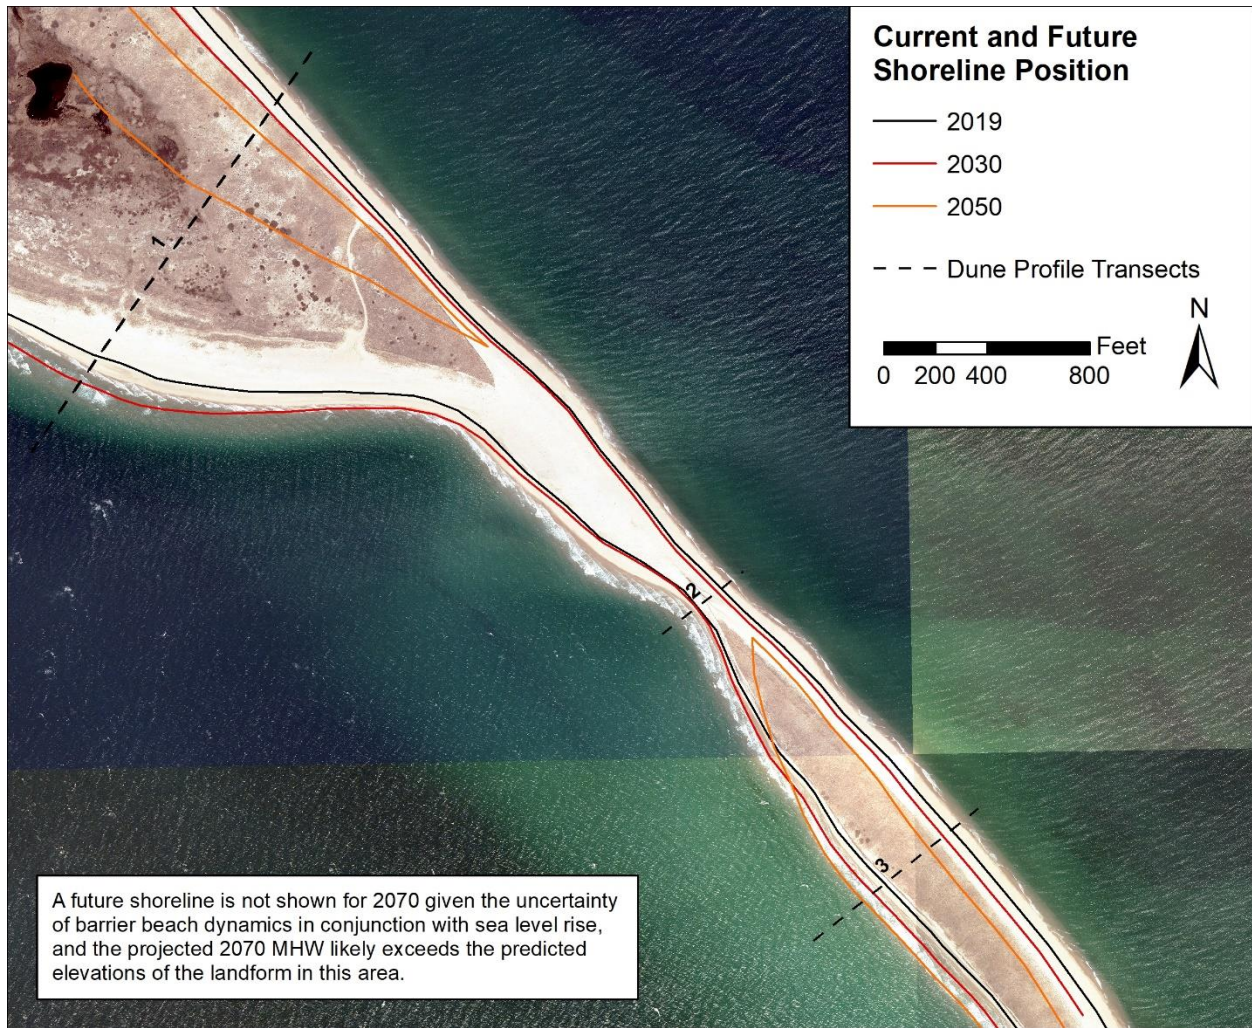 Current and Future
Shoreline Position
2019
2030
2050
Dune Profile Transects
N
Feet
0 200 400 800
1
2
3
A future shoreline is not shown for 2070 given the uncertainty
of barrier beach dynamics in conjunction with sea level rise,
and the projected 2070 MHW likely exceeds the predicted
elevations of the landform in this area.